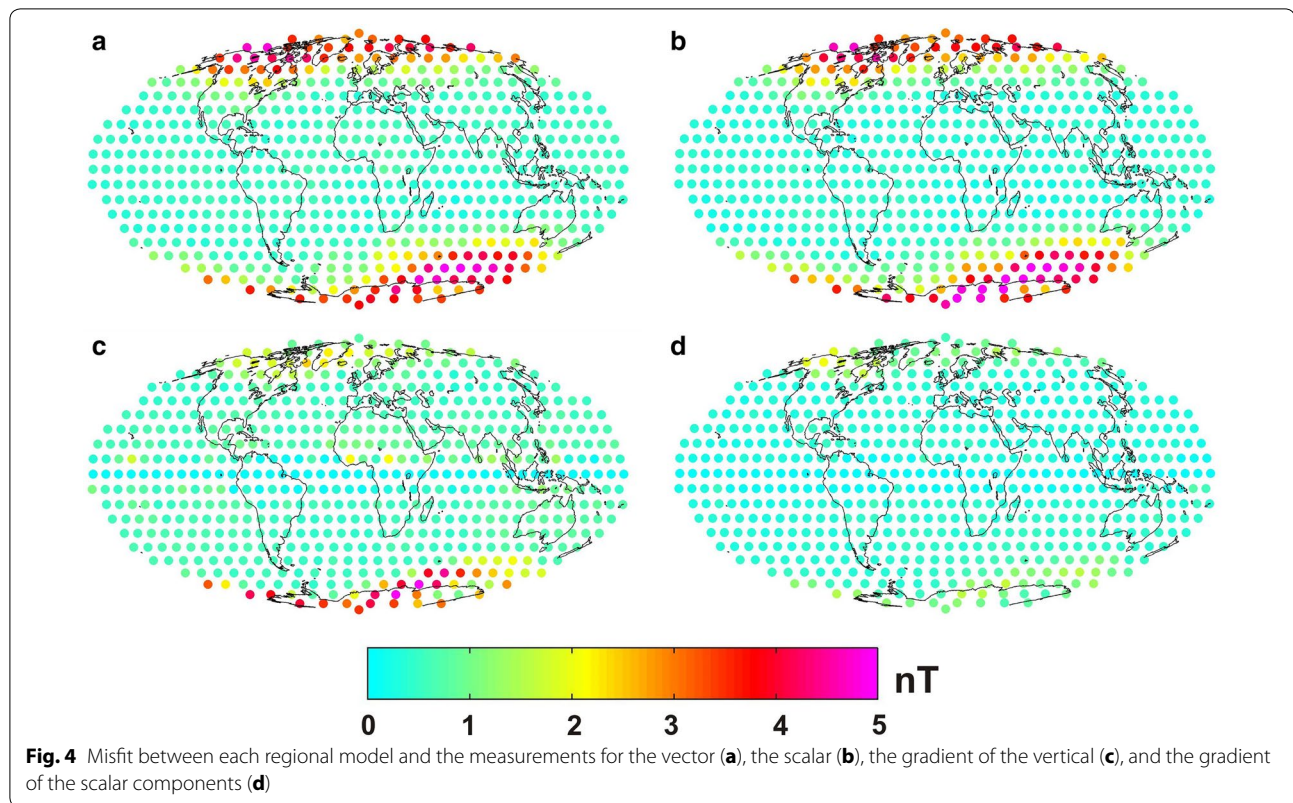 a
b
c
d
nT
0 1 2 3 4 5
Fig. 4 Misfit between each regional model and the measurements for the vector (a), the scalar (b), the gradient of the vertical (c), and the gradient
of the scalar components (d)